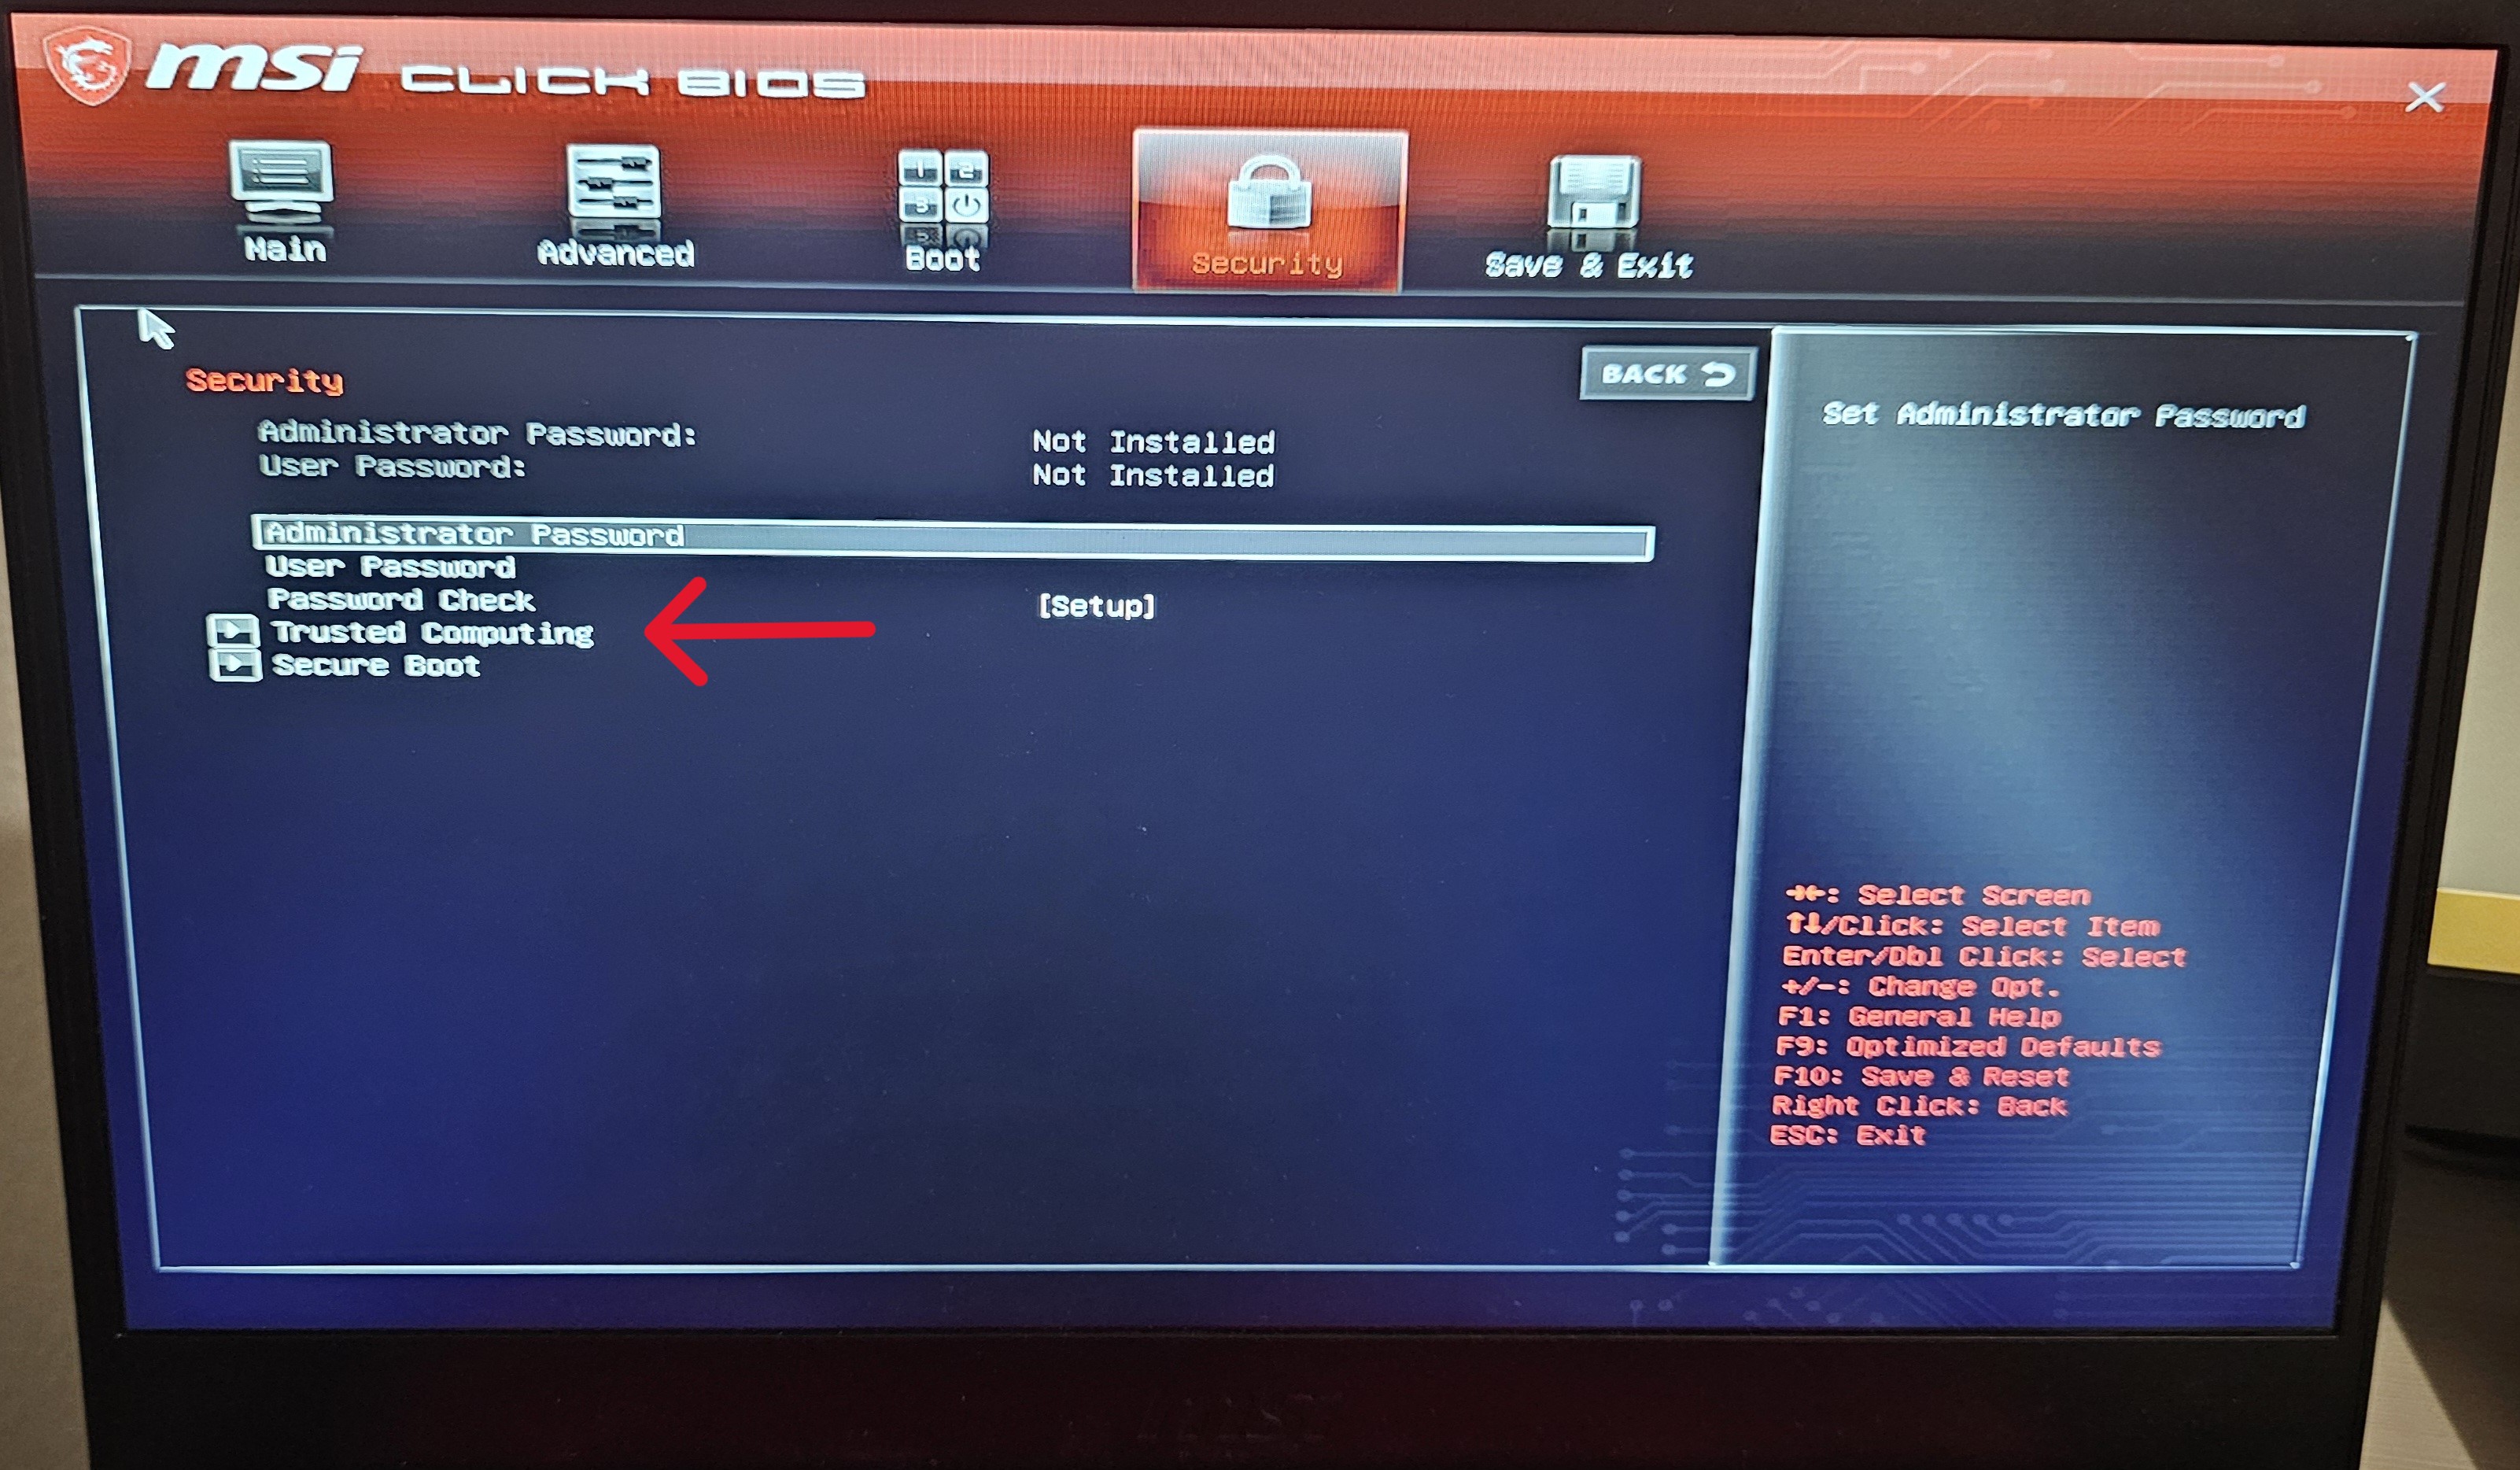 msi CLICK BIOS
Main
Advanced
Boot
Security
Save & Exit
BACK
Security
Administrator Password: Not Installed
User Password: Not Installed
Administrator Password
User Password
Password Check [Setup]
Trusted Computing
Secure Boot
Set Administrator Password
→←: Select Screen
↑↓/Click: Select Item
Enter/Dbl Click: Select
+/-: Change Opt.
F1: General Help
F9: Optimized Defaults
F10: Save & Reset
Right Click: Back
ESC: Exit
msi